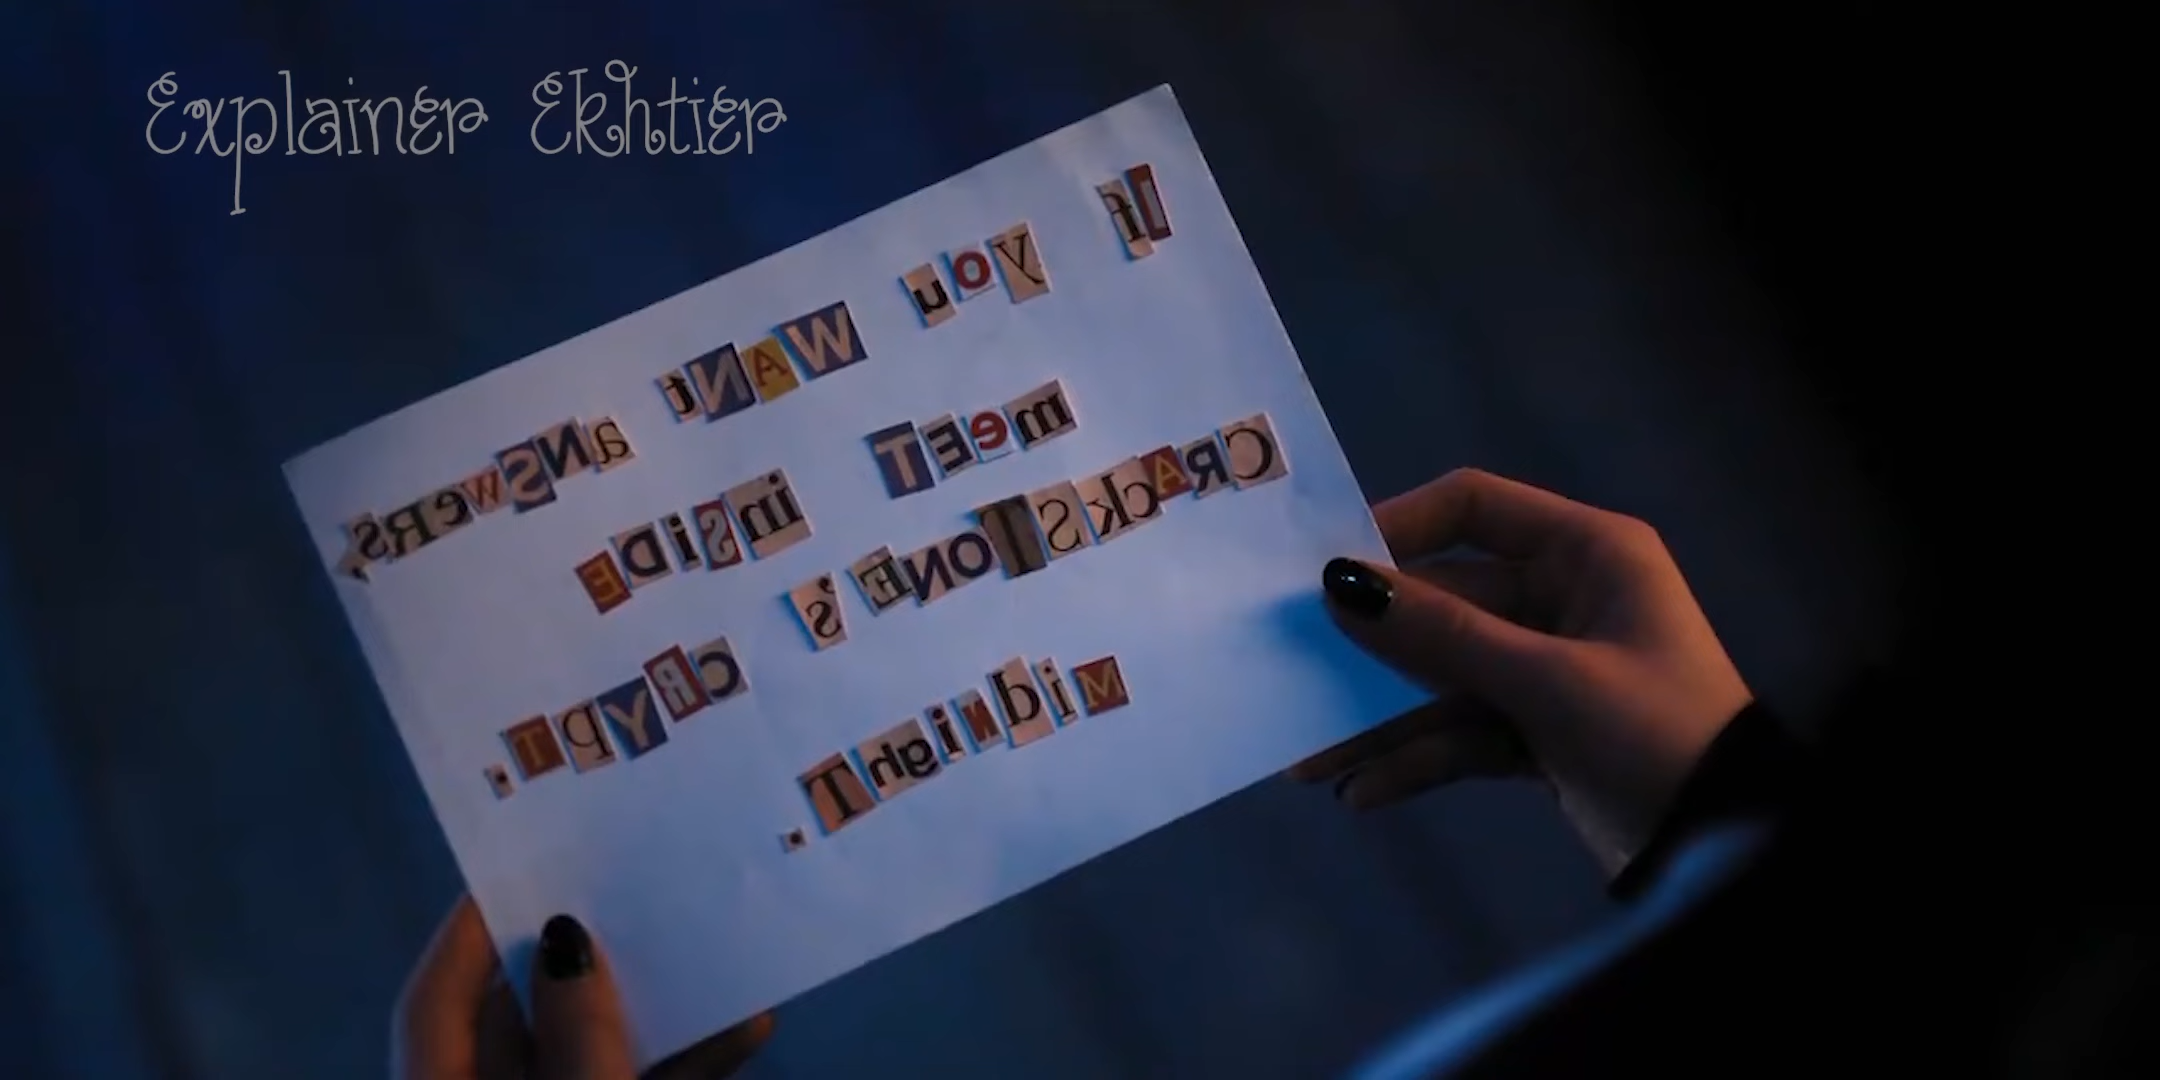 Explainer Ekhtier
If you WANt aNSWeRS,
meET inSiDE
CRAckSTONE's cRYpT.
MidNighT.